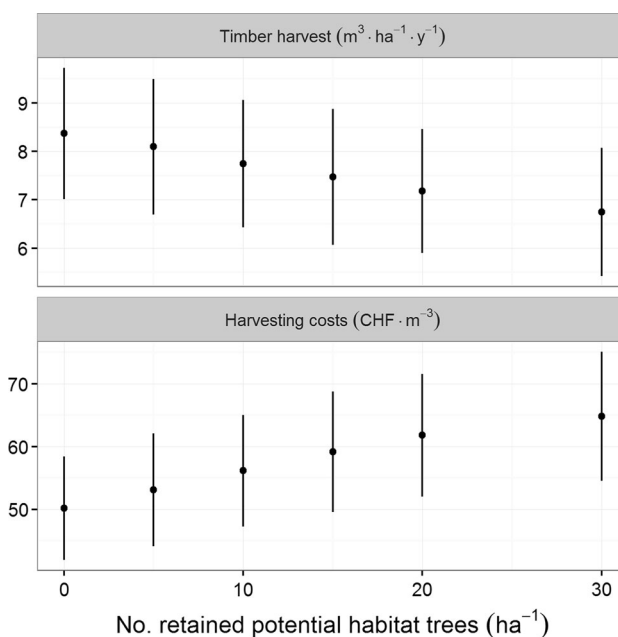 Timber harvest (m³ · ha⁻¹ · y⁻¹)
9
8
7
6
Harvesting costs (CHF · m⁻³)
70
60
50
0 10 20 30
No. retained potential habitat trees (ha⁻¹)